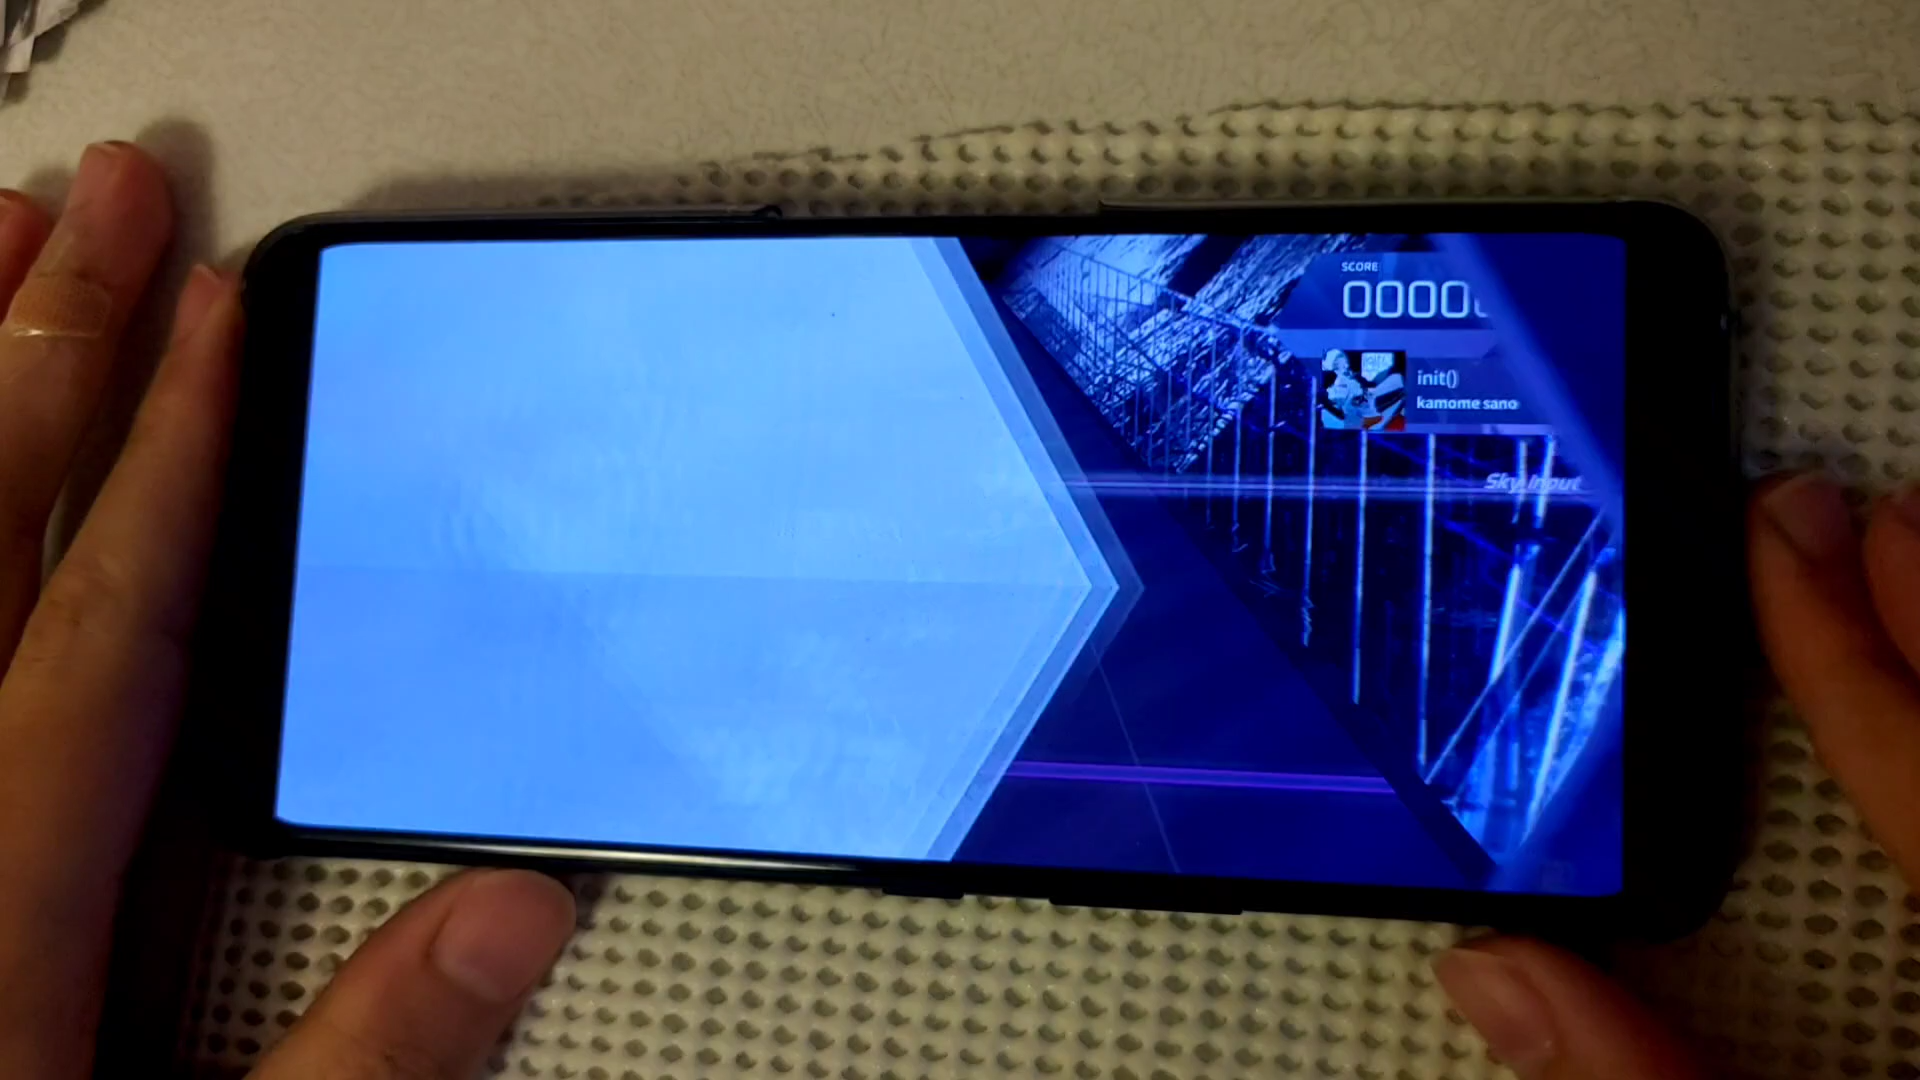 SCORE
0000
init()
kamome sano
Sky Input